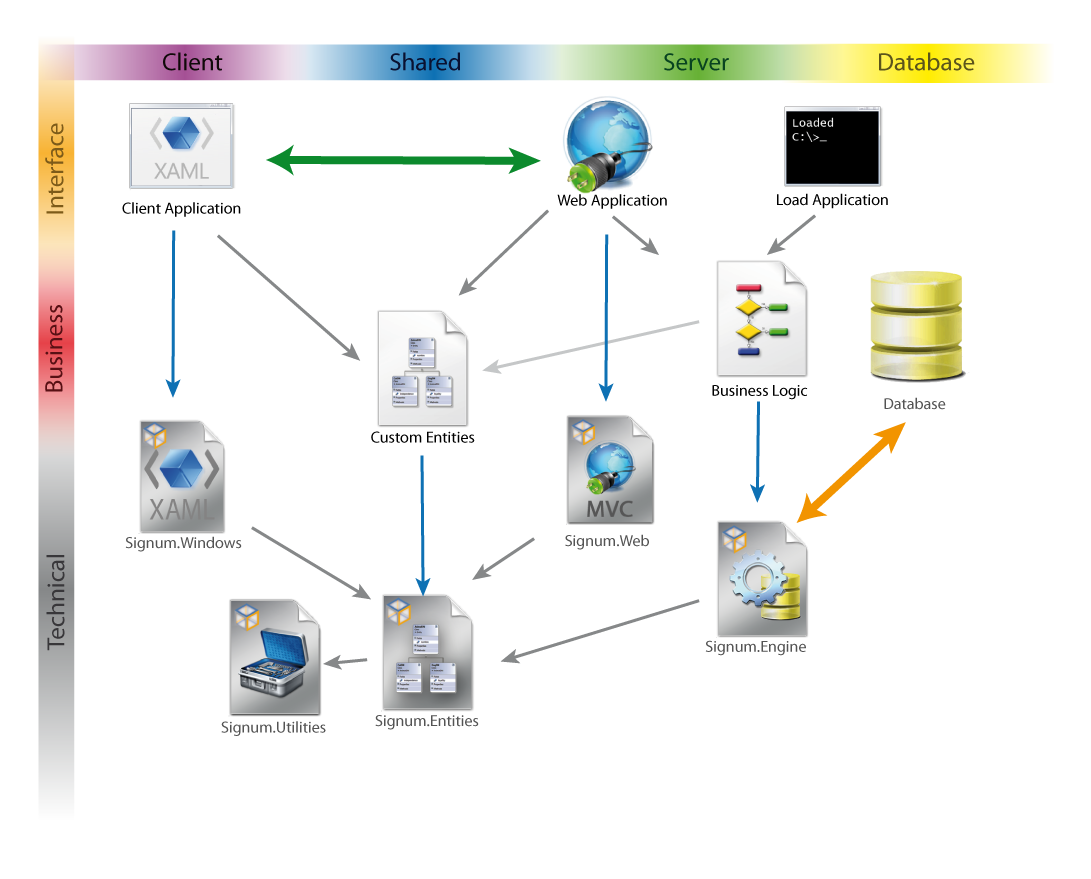 Client
Shared
Server
Database
Interface
Business
Technical
XAML
Client Application
Web Application
Loaded
C:\>_
Load Application
Custom Entities
Business Logic
Database
XAML
Signum.Windows
MVC
Signum.Web
Signum.Engine
Signum.Utilities
Signum.Entities